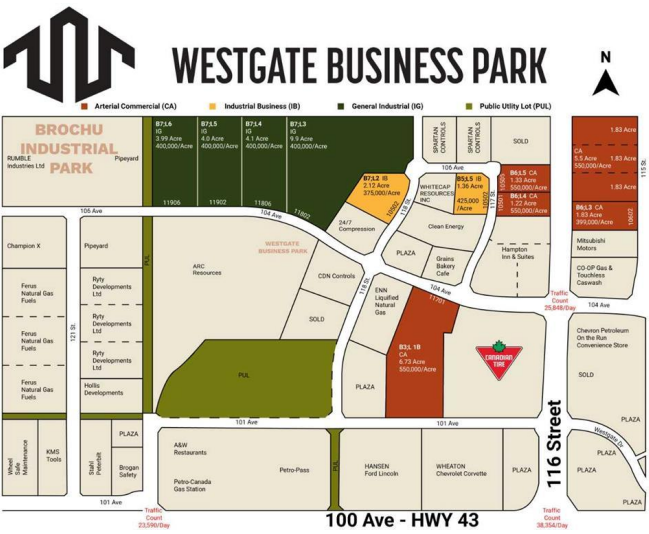 WESTGATE BUSINESS PARK
N
Arterial Commercial (CA)
Industrial Business (IB)
General Industrial (IG)
Public Utlity Lot (PUL)
BROCHU
INDUSTRIAL
PARK
RUMBLE
industries Ltd
Pipeyard
B7;L6
IG
3.99 Acre
400,000/Acre
B7;L5
IG
4.0 Acre
400,000/Acre
B7;L4
IG
4.1 Acre
400,000/Acre
B7;L3
IG
9.9 Acre
400,000/Acre
11906
11902
11806
11802
SPARTAN
CONTROLS
SPARTAN
CONTROLS
SOLD
106 Ave
B7;L2 IB
2.12 Acre
375,000/Acre
10502
118 St.
WHITECAP
RESOURCES
INC
B5;L5 IB
1.36 Acre
425,000
/Acre
10502
117 St.
10505
10501
B6;L5 CA
1.33 Acre
550,000/Acre
B6;L4 CA
1.22 Acre
550,000/Acre
1.83 Acre
CA
5.5 Acre
550,000/Acre
1.83 Acre
1.83 Acre
115 St.
B6;L3 CA
1.83 Acre
399,000/Acre
10602
105 Ave
104 Ave
24/7
Compression
Clean Energy
Mitsubishi
Motors
CO-OP Gas &
Touchless
Caswash
Champion X
Pipeyard
PUL
ARC
Resources
WESTGATE
BUSINESS PARK
PLAZA
Grains
Bakery
Cafe
Hampton
Inn & Suites
CDN Controls
118 St.
104 Ave
11701
Traffic
Count
25,848/Day
104 Ave
Ferus
Natural Gas
Fuels
Ryty
Developments
Ltd
ENN
Liquified
Natural
Gas
SOLD
121 St.
Ferus
Natural Gas
Fuels
Ryty
Developments
Ltd
B3;L 1B
CA
6.73 Acre
550,000/Acre
CANADIAN
TIRE
Chevron Petroleum
On the Run
Convenience Store
Ryty
Developments
Ltd
SOLD
Ferus
Natural Gas
Fuels
Hollis
Developments
PUL
PLAZA
101 Ave
101 Ave
116 Street
PLAZA
Westgate Dr
Wheel
Safe
Maintenance
KMS
Tools
Stahl
Peterbilt
PLAZA
Brogan
Safety
A&W
Restaurants
Petro-Pass
Petro-Canada
Gas Station
PUL
HANSEN
Ford Lincoln
WHEATON
Chevrolet Corvette
PLAZA
PLAZA
PLAZA
PLAZA
101 Ave
Traffic
Count
23,590/Day
100 Ave - HWY 43
Traffic
Count
38,354/Day